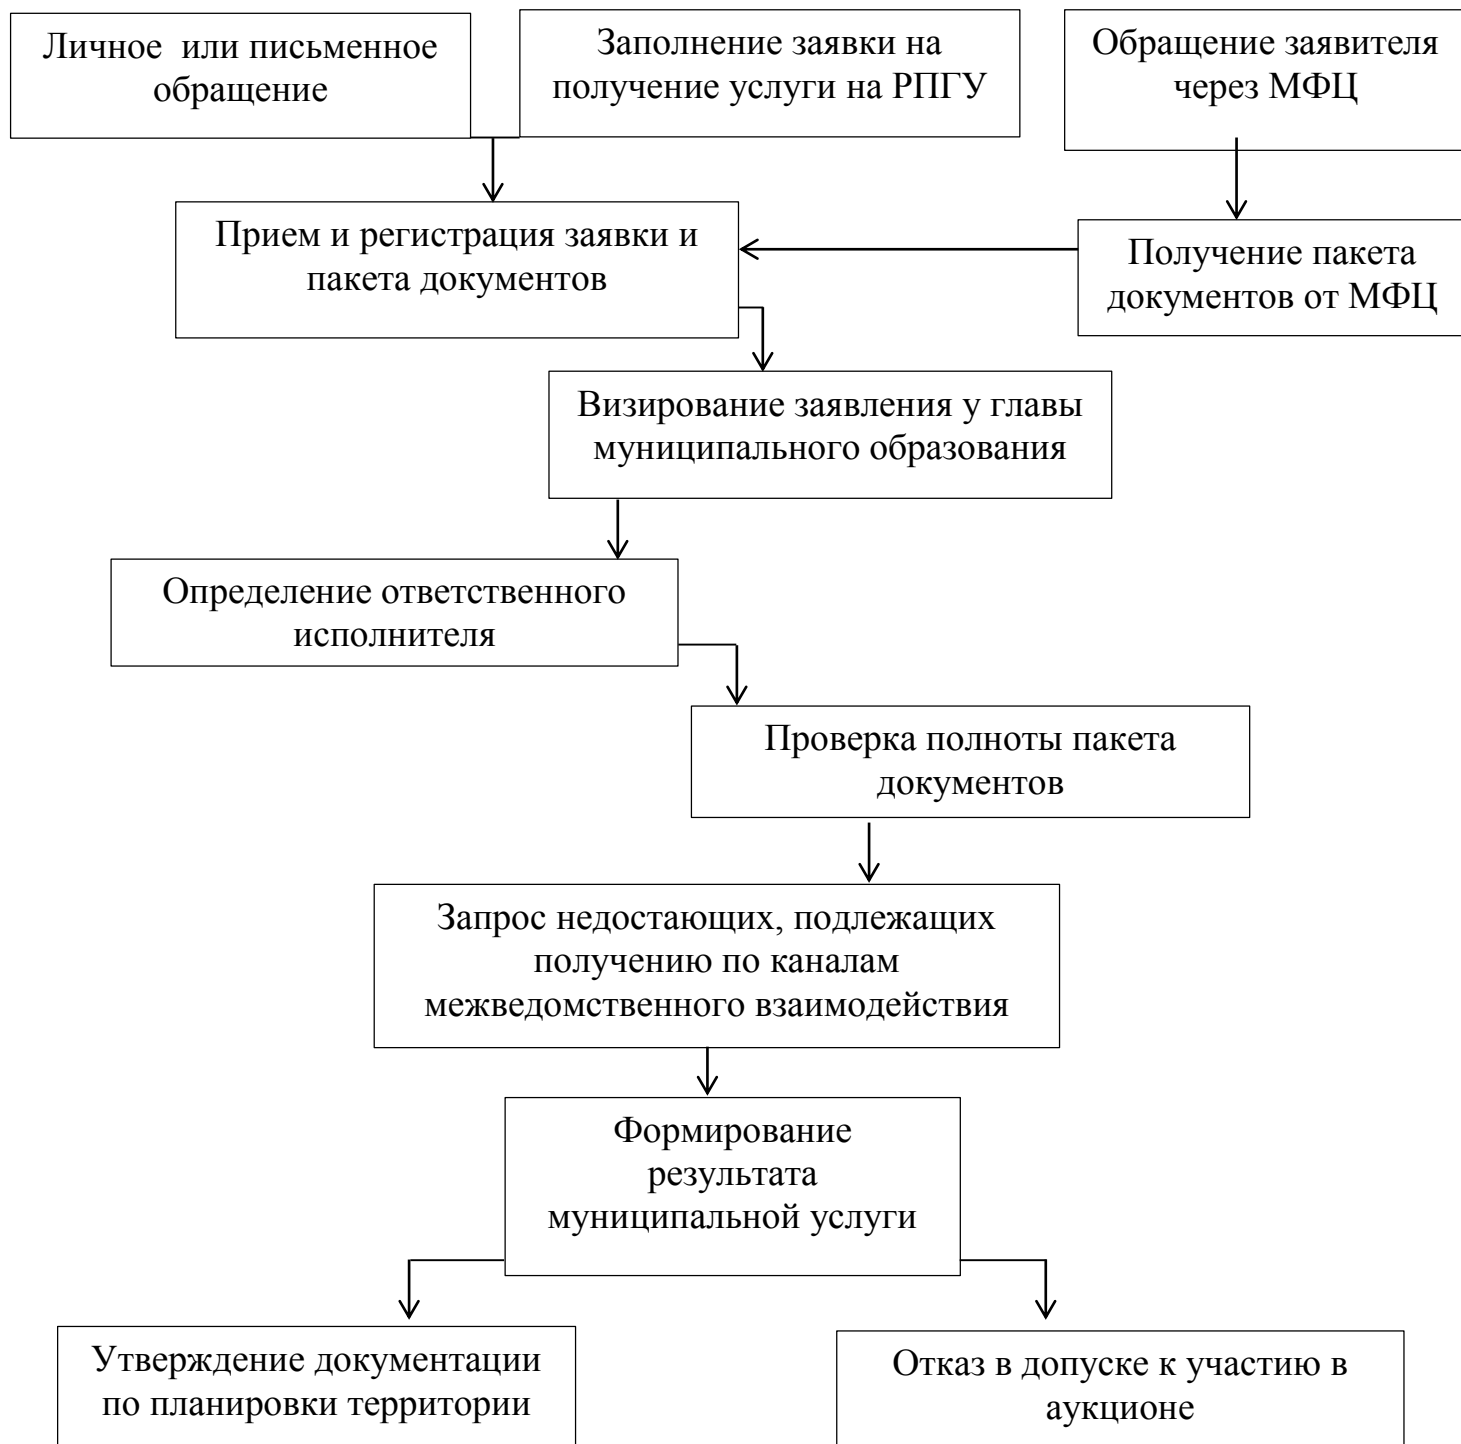 Личное или письменное
обращение
Заполнение заявки на
получение услуги на РПГУ
Обращение заявителя
через МФЦ
Прием и регистрация заявки и
пакета документов
Получение пакета
документов от МФЦ
Визирование заявления у главы
муниципального образования
Определение ответственного
исполнителя
Проверка полноты пакета
документов
Запрос недостающих, подлежащих
получению по каналам
межведомственного взаимодействия
Формирование
результата
муниципальной услуги
Утверждение документации
по планировки территории
Отказ в допуске к участию в
аукционе